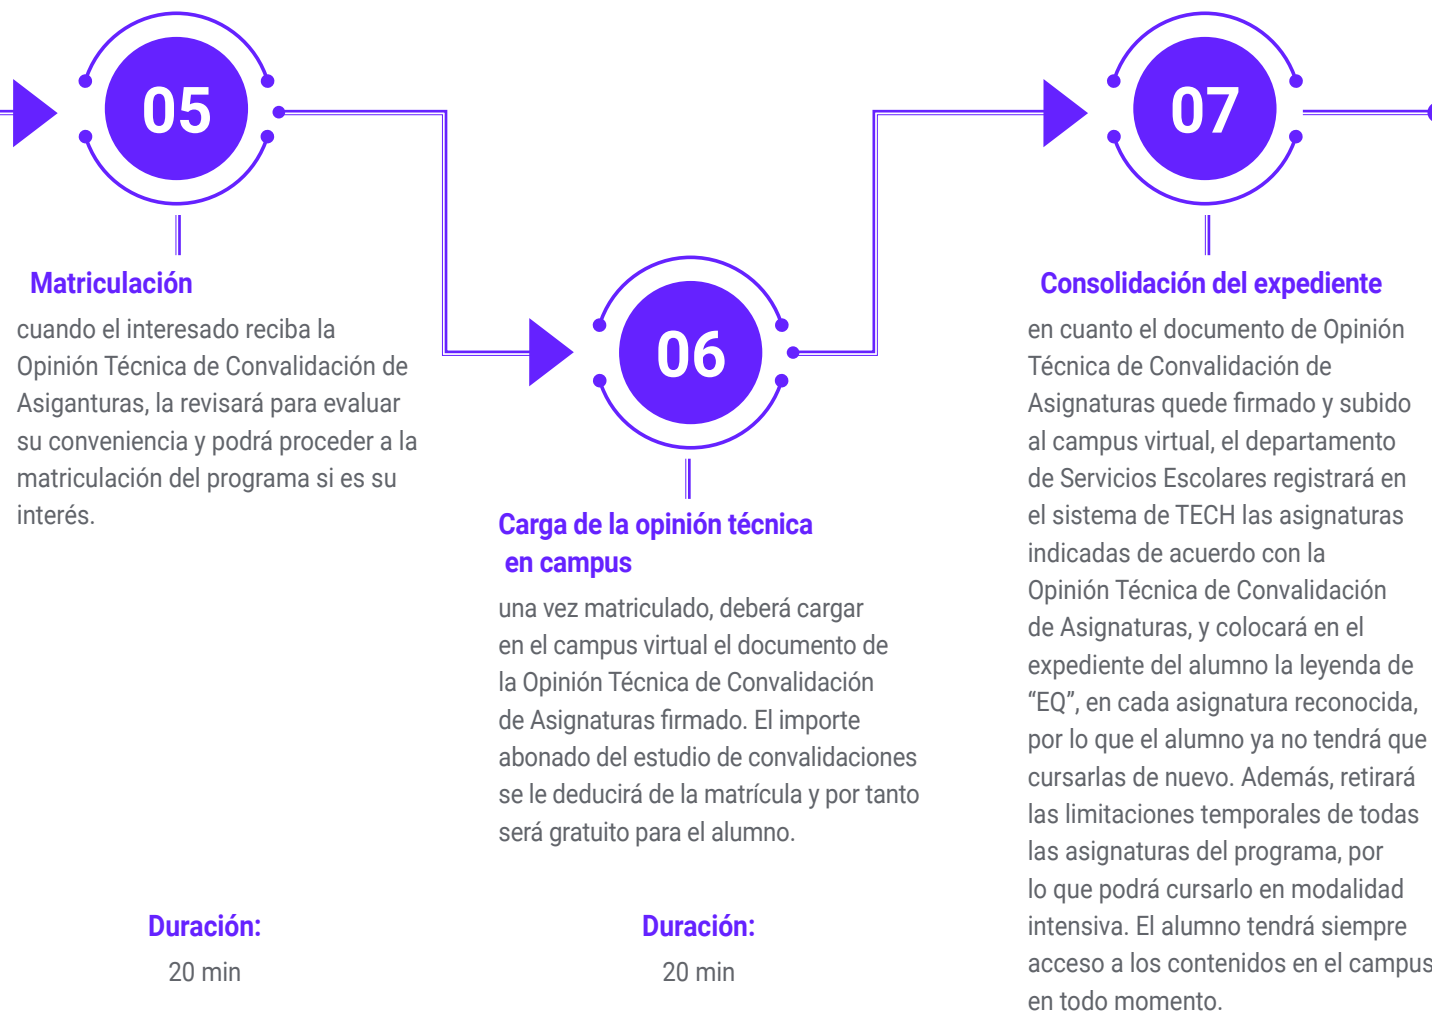 05
Matriculación
cuando el interesado reciba la
Opinión Técnica de Convalidación de
Asiganturas, la revisará para evaluar
su conveniencia y podrá proceder a la
matriculación del programa si es su
interés.
Duración:
20 min
06
Carga de la opinión técnica
en campus
una vez matriculado, deberá cargar
en el campus virtual el documento de
la Opinión Técnica de Convalidación
de Asignaturas firmado. El importe
abonado del estudio de convalidaciones
se le deducirá de la matrícula y por tanto
será gratuito para el alumno.
Duración:
20 min
07
Consolidación del expediente
en cuanto el documento de Opinión
Técnica de Convalidación de
Asignaturas quede firmado y subido
al campus virtual, el departamento
de Servicios Escolares registrará en
el sistema de TECH las asignaturas
indicadas de acuerdo con la
Opinión Técnica de Convalidación
de Asignaturas, y colocará en el
expediente del alumno la leyenda de
“EQ”, en cada asignatura reconocida,
por lo que el alumno ya no tendrá que
cursarlas de nuevo. Además, retirará
las limitaciones temporales de todas
las asignaturas del programa, por
lo que podrá cursarlo en modalidad
intensiva. El alumno tendrá siempre
acceso a los contenidos en el campus
en todo momento.